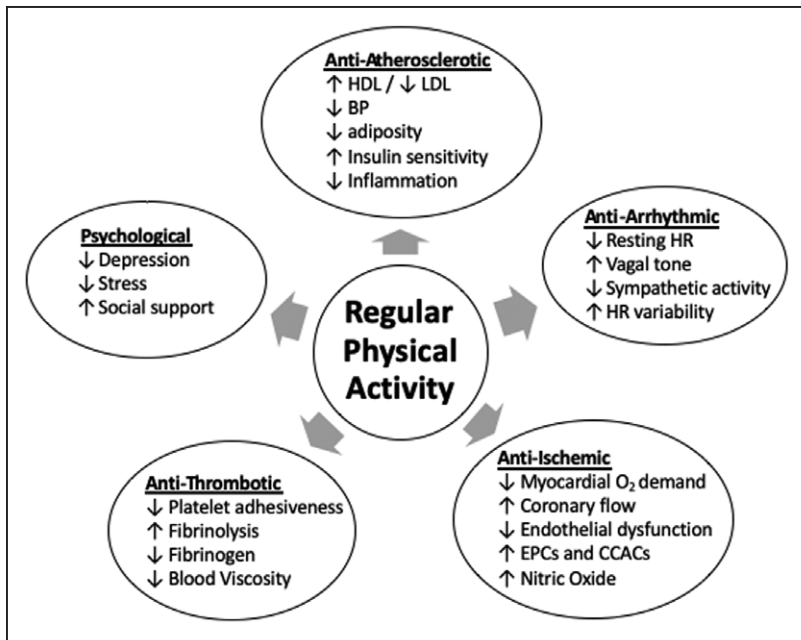 Anti-Atherosclerotic
↑ HDL / ↓ LDL
↓ BP
↓ adiposity
↑ Insulin sensitivity
↓ Inflammation
Anti-Arrhythmic
↓ Resting HR
↑ Vagal tone
↓ Sympathetic activity
↑ HR variability
Psychological
↓ Depression
↓ Stress
↑ Social support
Regular
Physical
Activity
Anti-Thrombotic
↓ Platelet adhesiveness
↑ Fibrinolysis
↓ Fibrinogen
↓ Blood Viscosity
Anti-Ischemic
↓ Myocardial O₂ demand
↑ Coronary flow
↓ Endothelial dysfunction
↑ EPCs and CCACs
↑ Nitric Oxide